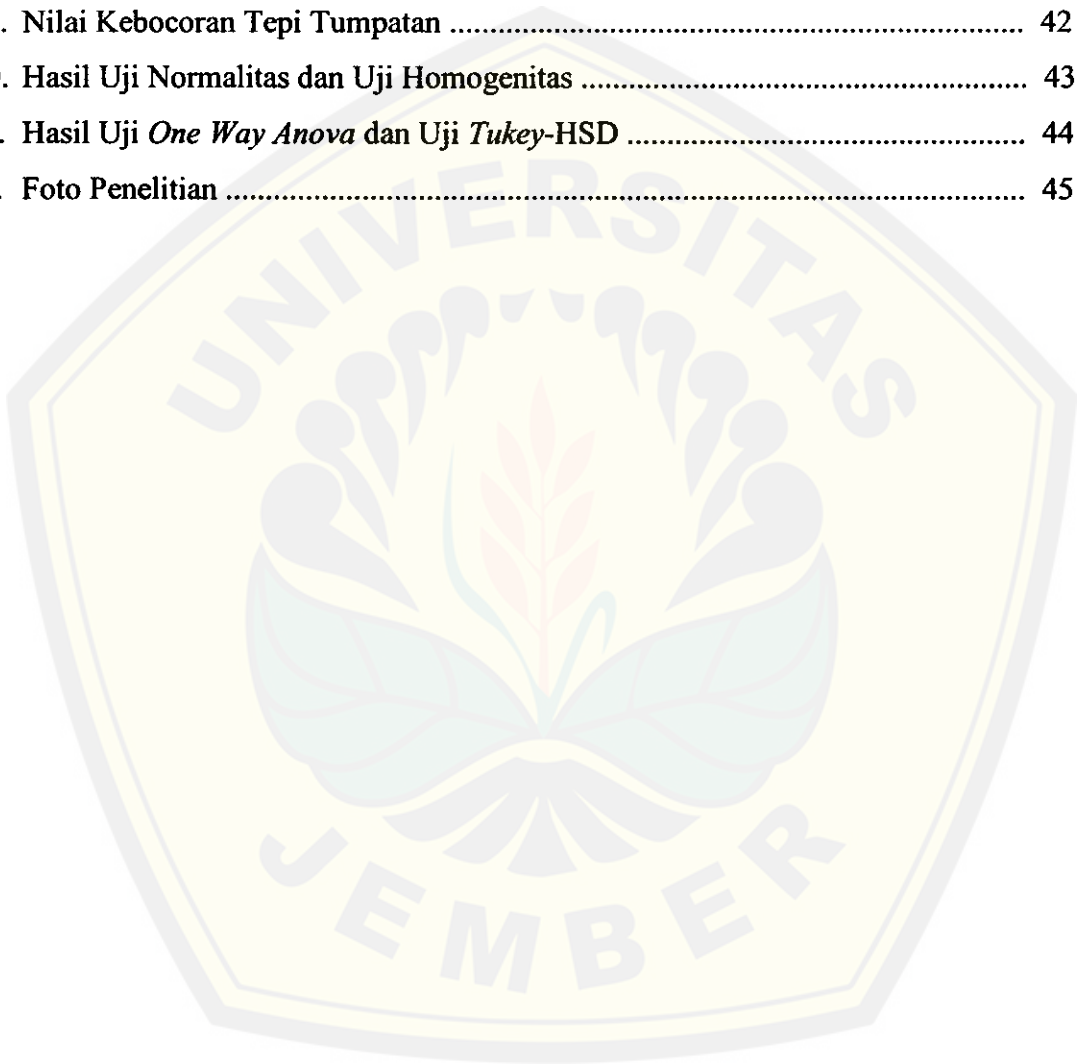 . Nilai Kebocoran Tepi Tumpatan ........................................................................ 42
. Hasil Uji Normalitas dan Uji Homogenitas ........................................................ 43
. Hasil Uji One Way Anova dan Uji Tukey-HSD .................................................. 44
. Foto Penelitian .................................................................................................... 45
UNIVERSITAS
JEMBER